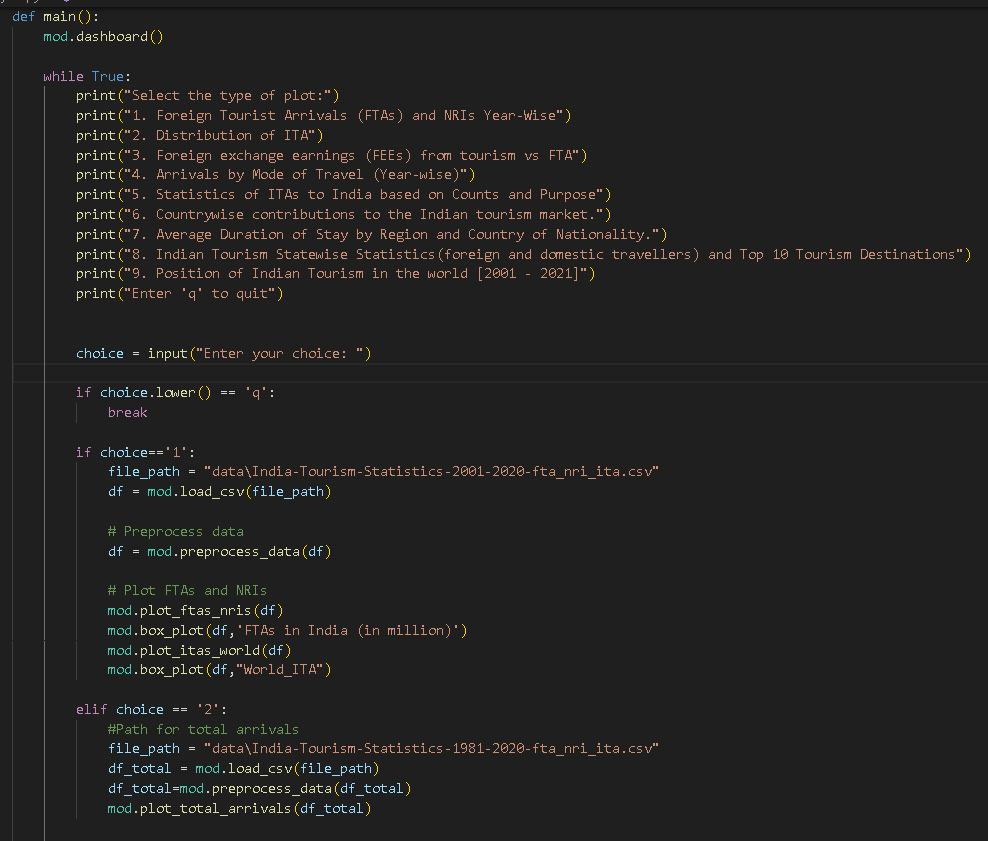 def main():
    mod.dashboard()
    while True:
        print("Select the type of plot:")
        print("1. Foreign Tourist Arrivals (FTAs) and NRIs Year-Wise")
        print("2. Distribution of ITA")
        print("3. Foreign exchange earnings (FEEs) from tourism vs FTA")
        print("4. Arrivals by Mode of Travel (Year-wise)")
        print("5. Statistics of ITAs to India based on Counts and Purpose")
        print("6. Countrywise contributions to the Indian tourism market.")
        print("7. Average Duration of Stay by Region and Country of Nationality.")
        print("8. Indian Tourism Statewise Statistics(foreign and domestic travellers) and Top 10 Tourism Destinations")
        print("9. Position of Indian Tourism in the world [2001 - 2021]")
        print("Enter 'q' to quit")
        choice = input("Enter your choice: ")
        if choice.lower() == 'q':
            break
        if choice=='1':
            file_path = "data\India-Tourism-Statistics-2001-2020-fta_nri_ita.csv"
            df = mod.load_csv(file_path)
            # Preprocess data
            df = mod.preprocess_data(df)
            # Plot FTAs and NRIs
            mod.plot_ftas_nris(df)
            mod.box_plot(df,'FTAs in India (in million)')
            mod.plot_itas_world(df)
            mod.box_plot(df,"World_ITA")
        elif choice == '2':
            #Path for total arrivals
            file_path = "data\India-Tourism-Statistics-1981-2020-fta_nri_ita.csv"
            df_total = mod.load_csv(file_path)
            df_total=mod.preprocess_data(df_total)
            mod.plot_total_arrivals(df_total)